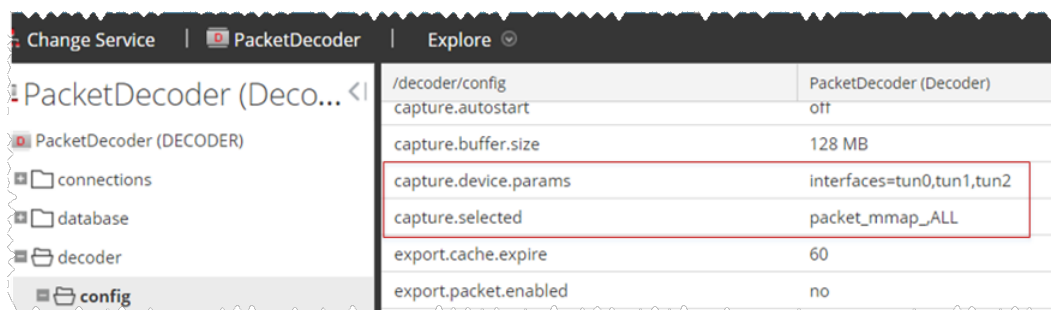 Change Service | D PacketDecoder | Explore
PacketDecoder (Deco...
D PacketDecoder (DECODER)
connections
database
decoder
config
/decoder/config PacketDecoder (Decoder)
capture.autostart off
capture.buffer.size 128 MB
capture.device.params interfaces=tun0,tun1,tun2
capture.selected packet_mmap_,ALL
export.cache.expire 60
export.packet.enabled no